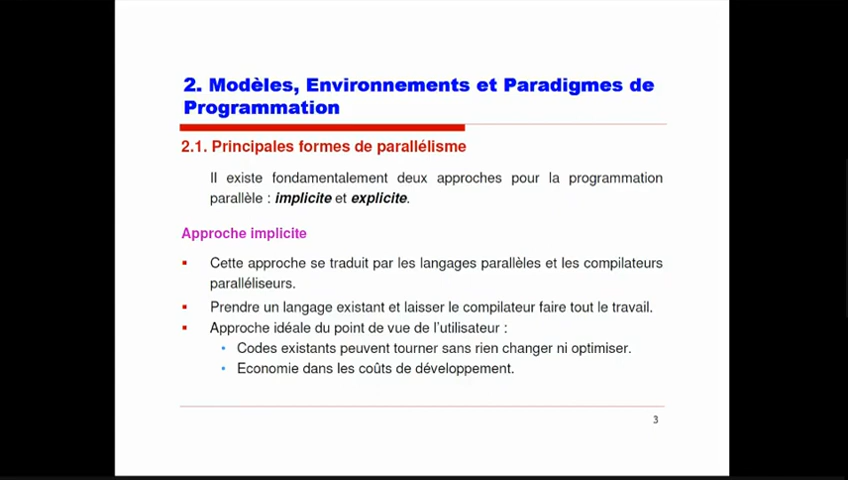 2. Modèles, Environnements et Paradigmes de
Programmation
2.1. Principales formes de parallélisme
Il existe fondamentalement deux approches pour la programmation
parallèle : implicite et explicite.
Approche implicite
▪ Cette approche se traduit par les langages parallèles et les compilateurs
paralléliseurs.
▪ Prendre un langage existant et laisser le compilateur faire tout le travail.
▪ Approche idéale du point de vue de l'utilisateur :
• Codes existants peuvent tourner sans rien changer ni optimiser.
• Economie dans les coûts de développement.
3